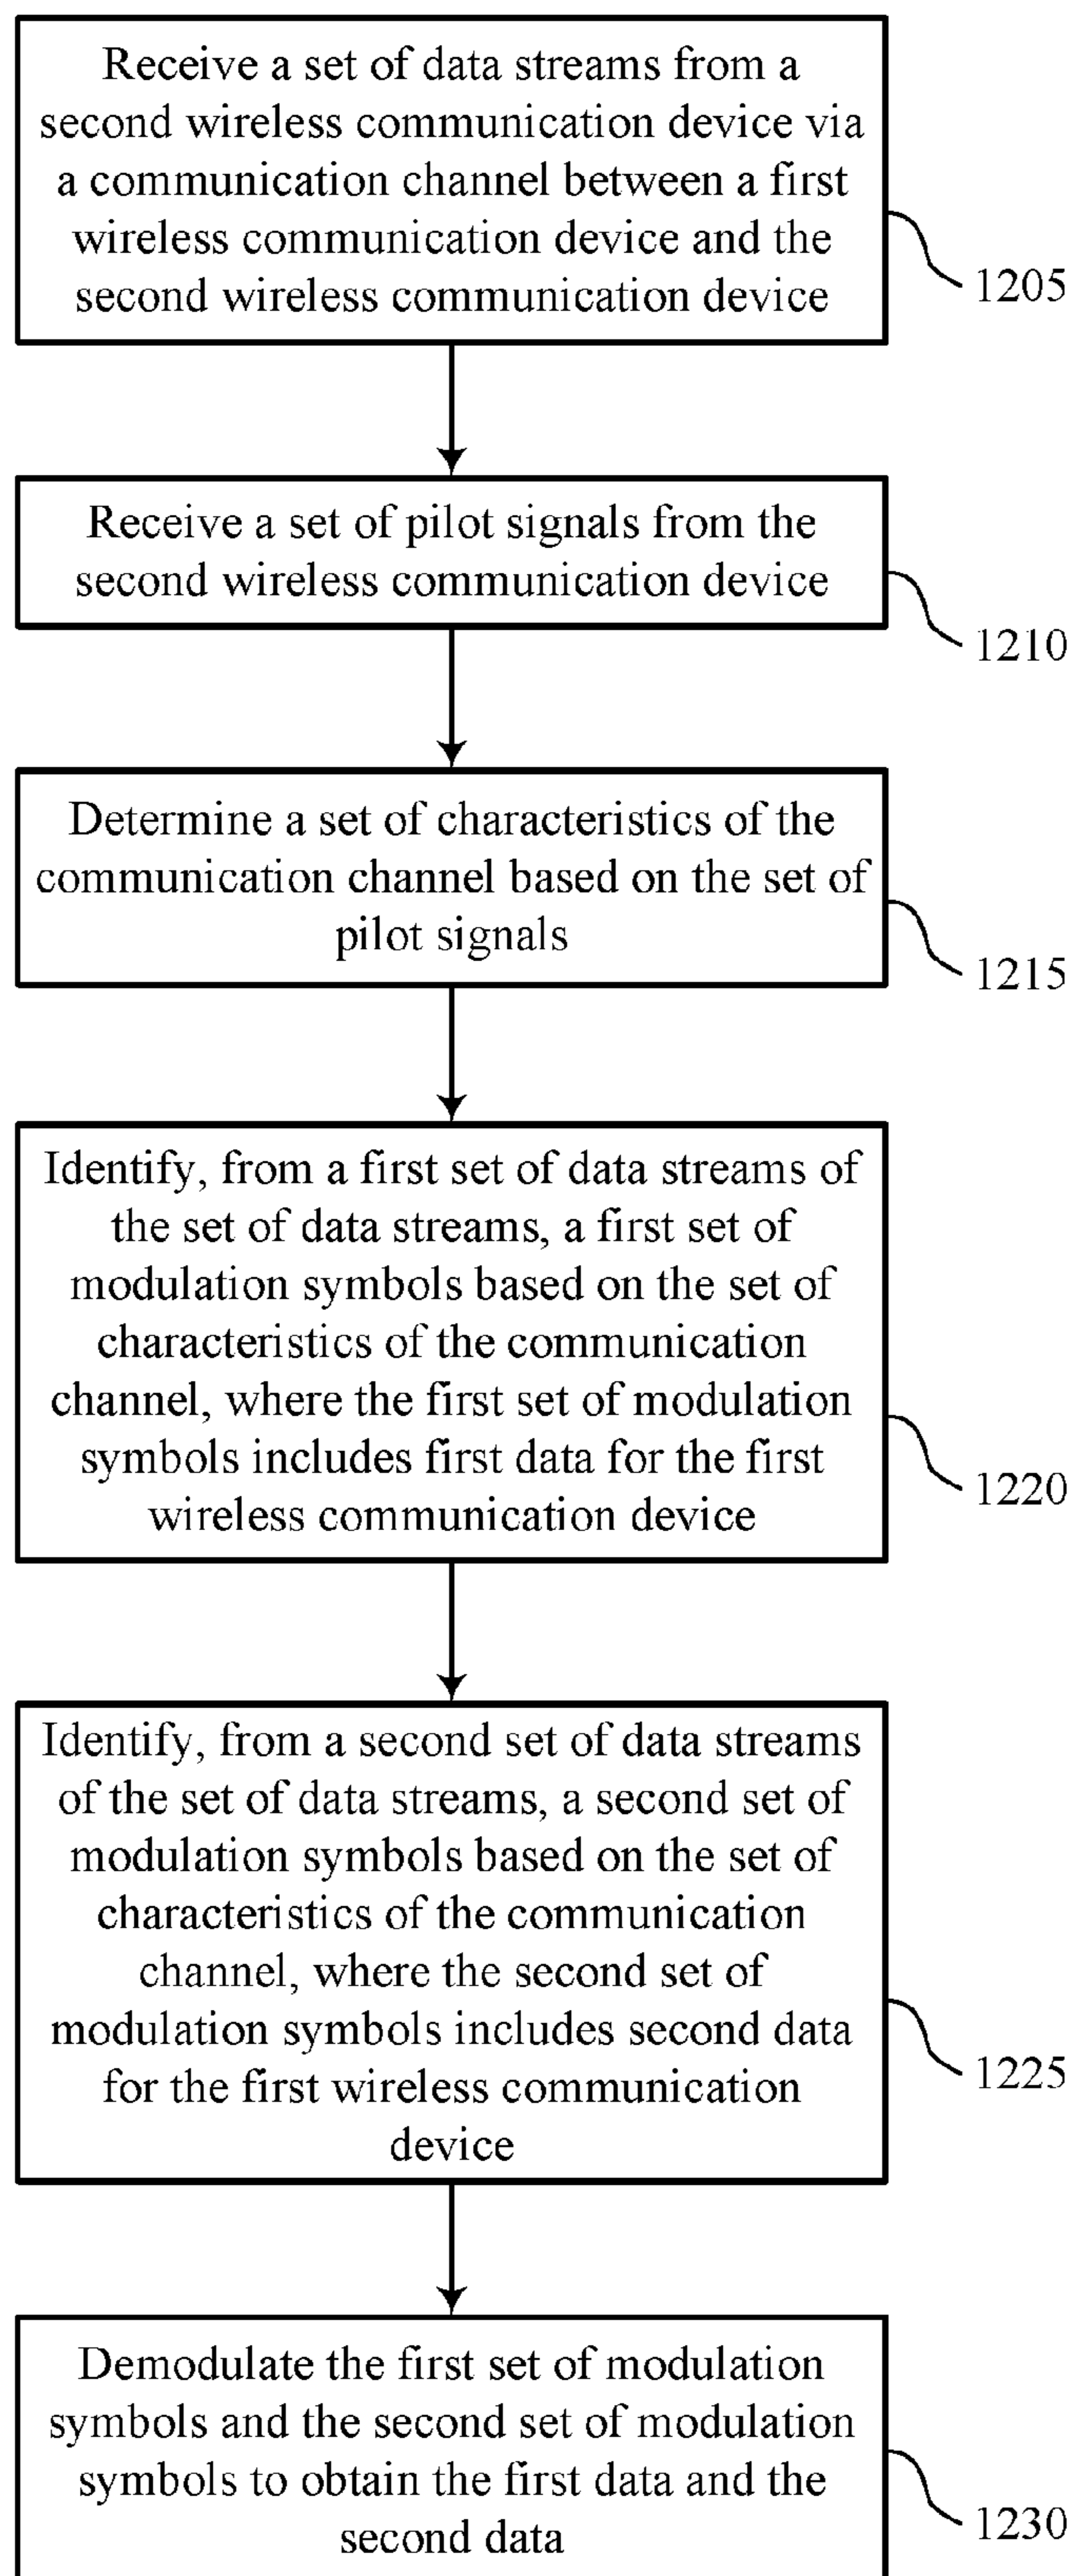 Receive a set of data streams from a
second wireless communication device via
a communication channel between a first
wireless communication device and the
second wireless communication device
1205
Receive a set of pilot signals from the
second wireless communication device
1210
Determine a set of characteristics of the
communication channel based on the set of
pilot signals
1215
Identify, from a first set of data streams of
the set of data streams, a first set of
modulation symbols based on the set of
characteristics of the communication
channel, where the first set of modulation
symbols includes first data for the first
wireless communication device
1220
Identify, from a second set of data streams
of the set of data streams, a second set of
modulation symbols based on the set of
characteristics of the communication
channel, where the second set of
modulation symbols includes second data
for the first wireless communication
device
1225
Demodulate the first set of modulation
symbols and the second set of modulation
symbols to obtain the first data and the
second data
1230